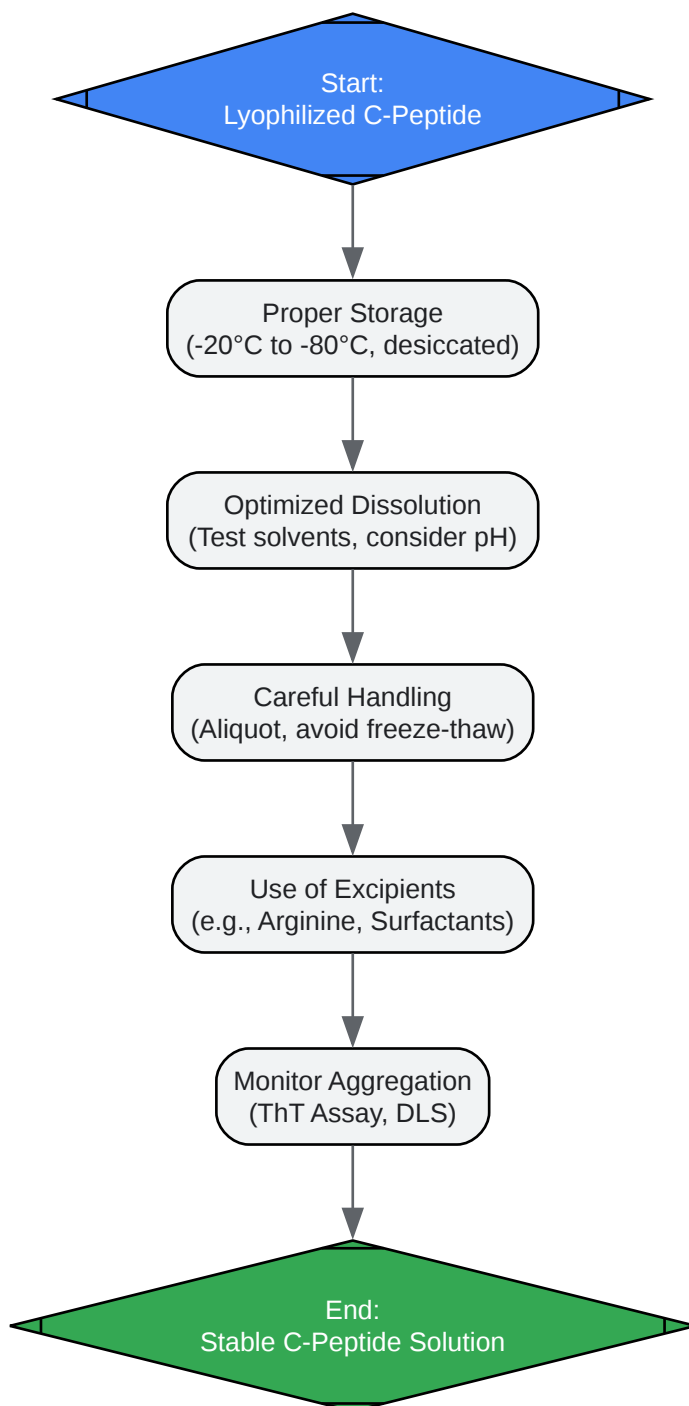 Start:
Lyophilized C-Peptide
Proper Storage
(-20°C to -80°C, desiccated)
Optimized Dissolution
(Test solvents, consider pH)
Careful Handling
(Aliquot, avoid freeze-thaw)
Use of Excipients
(e.g., Arginine, Surfactants)
Monitor Aggregation
(ThT Assay, DLS)
End:
Stable C-Peptide Solution